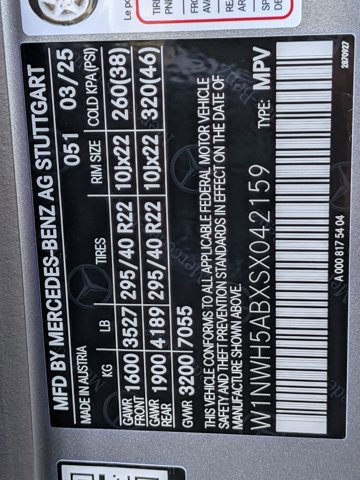 MFD BY MERCEDES-BENZ AG STUTTGART
MADE IN AUSTRIA 051 03/25
KG LB TIRES RIM SIZE COLD KPA(PSI)
GAWR FRONT 1600 3527 295/40 R22 10Jx22 260(38)
GAWR REAR 1900 4189 295/40 R22 10Jx22 320(46)
GVWR 3200 7055
THIS VEHICLE CONFORMS TO ALL APPLICABLE FEDERAL MOTOR VEHICLE
SAFETY AND THEFT PREVENTION STANDARDS IN EFFECT ON THE DATE OF
MANUFACTURE SHOWN ABOVE.
W1NWH5ABXSX042159 TYPE: MPV
A 000 817 54 04 2870927